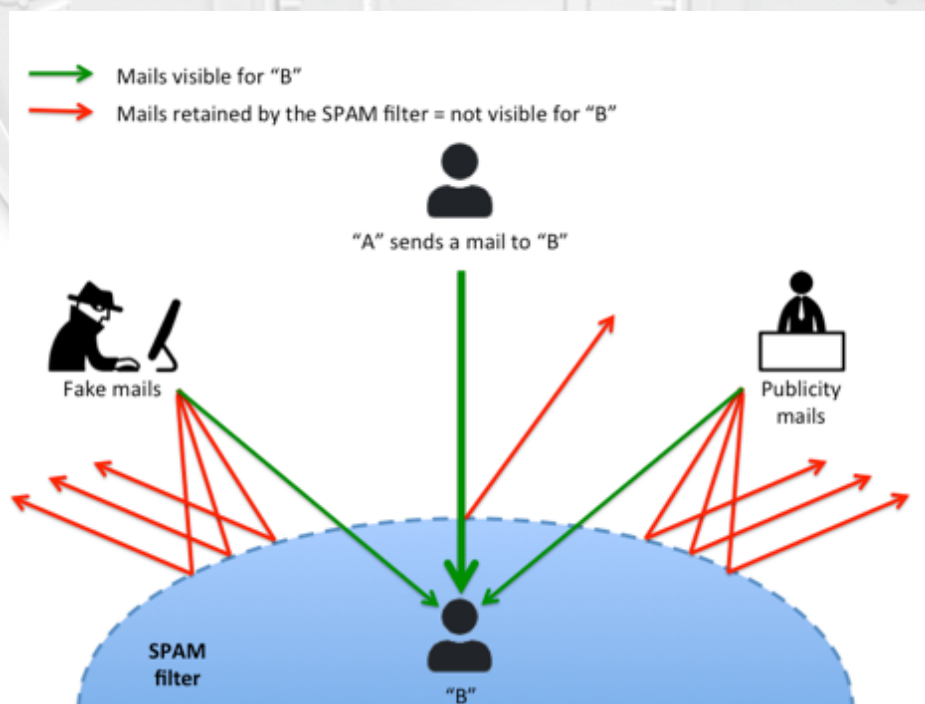 Mails visible for “B”
Mails retained by the SPAM filter = not visible for “B”
“A” sends a mail to “B”
Fake mails
Publicity
mails
SPAM
filter
“B”